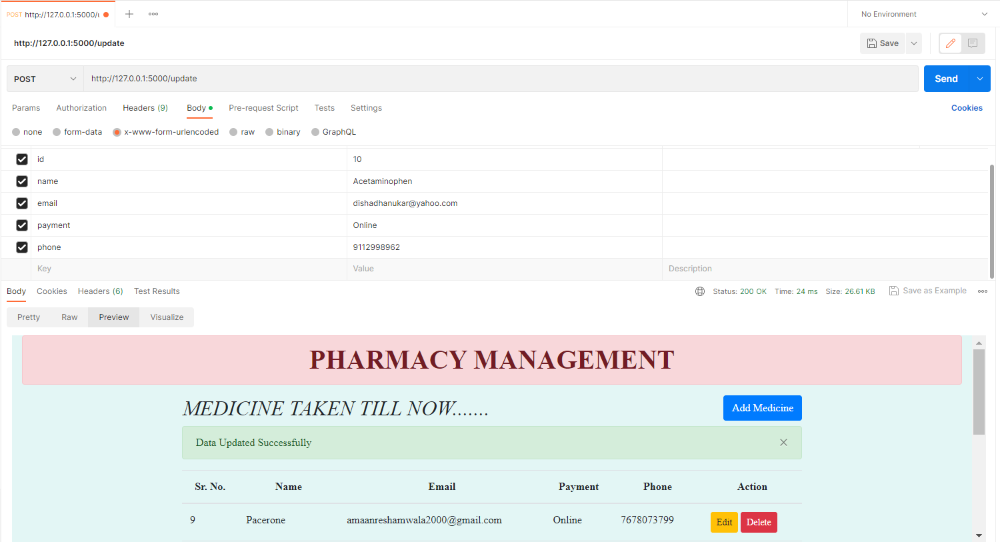 POST http://127.0.0.1:5000/u
No Environment
http://127.0.0.1:5000/update
Save
POST http://127.0.0.1:5000/update Send
Params Authorization Headers (9) Body Pre-request Script Tests Settings Cookies
none form-data x-www-form-urlencoded raw binary GraphQL
id 10
name Acetaminophen
email dishadhanukar@yahoo.com
payment Online
phone 9112998962
Key Value Description
Body Cookies Headers (6) Test Results Status: 200 OK Time: 24 ms Size: 26.61 KB Save as Example
Pretty Raw Preview Visualize
PHARMACY MANAGEMENT
MEDICINE TAKEN TILL NOW....... Add Medicine
Data Updated Successfully
Sr. No. Name Email Payment Phone Action
9 Pacerone amaanreshamwala2000@gmail.com Online 7678073799 Edit Delete